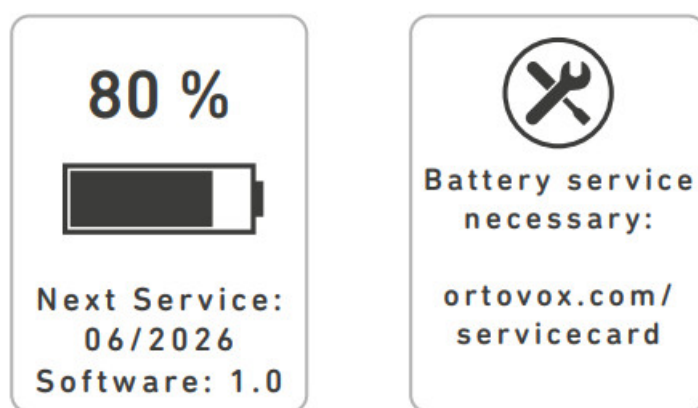 80 %
Next Service:
06/2026
Software: 1.0
Battery service
necessary:
ortovox.com/
servicecard